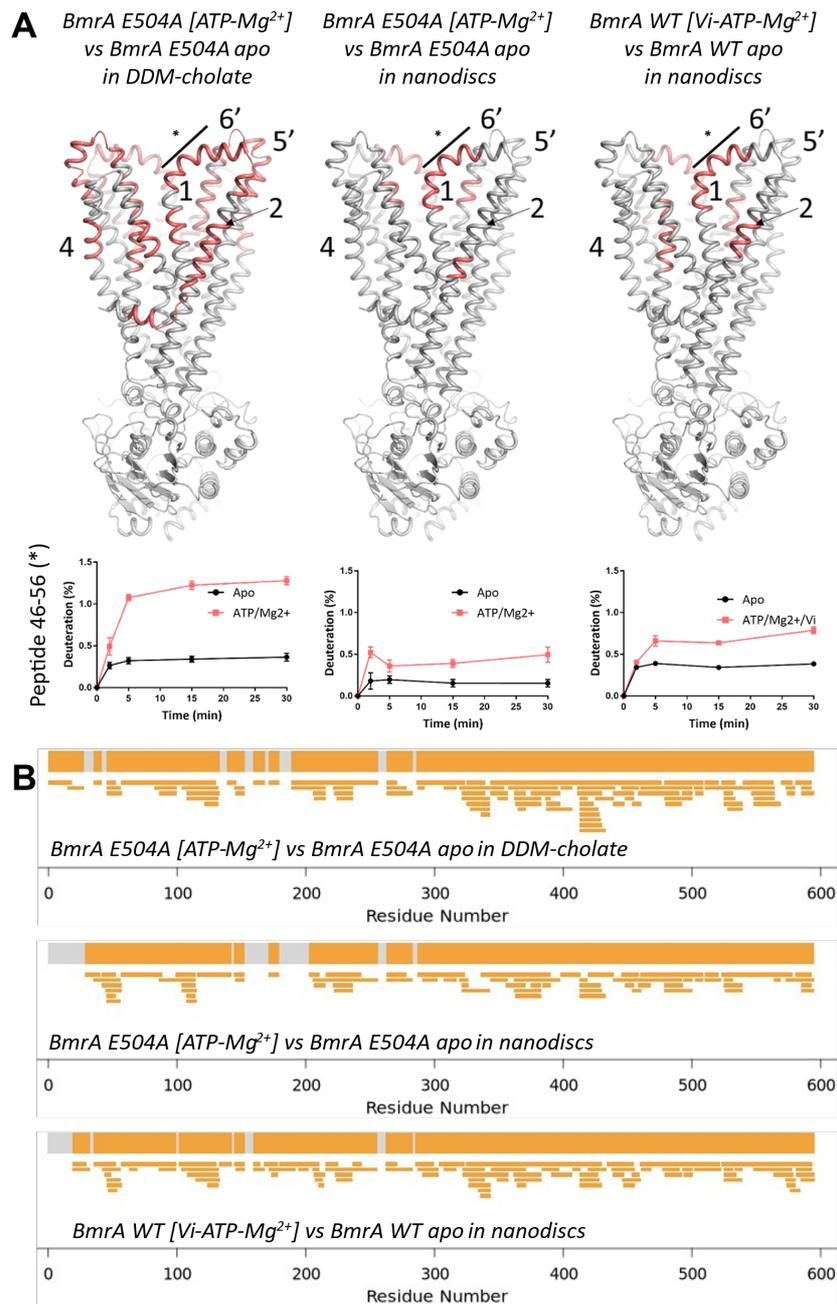 A
BmrA E504A [ATP-Mg²⁺] vs BmrA E504A apo in DDM-cholate
BmrA E504A [ATP-Mg²⁺] vs BmrA E504A apo in nanodiscs
BmrA WT [Vi-ATP-Mg²⁺] vs BmrA WT apo in nanodiscs
* 6’ 5’ 1 2 4
* 6’ 5’ 1 2 4
* 6’ 5’ 1 2 4
Peptide 46-56 (*)
Deuteration (%)
1.5
1.0
0.5
0.0
Apo
ATP/Mg2+
0 5 10 15 20 25 30
Time (min)
Deuteration (%)
1.5
1.0
0.5
0.0
Apo
ATP/Mg2+
0 5 10 15 20 25 30
Time (min)
Deuteration (%)
1.5
1.0
0.5
0.0
Apo
ATP/Mg2+/Vi
0 5 10 15 20 25 30
Time (min)
B
BmrA E504A [ATP-Mg²⁺] vs BmrA E504A apo in DDM-cholate
0 100 200 300 400 500 600
Residue Number
BmrA E504A [ATP-Mg²⁺] vs BmrA E504A apo in nanodiscs
0 100 200 300 400 500 600
Residue Number
BmrA WT [Vi-ATP-Mg²⁺] vs BmrA WT apo in nanodiscs
0 100 200 300 400 500 600
Residue Number